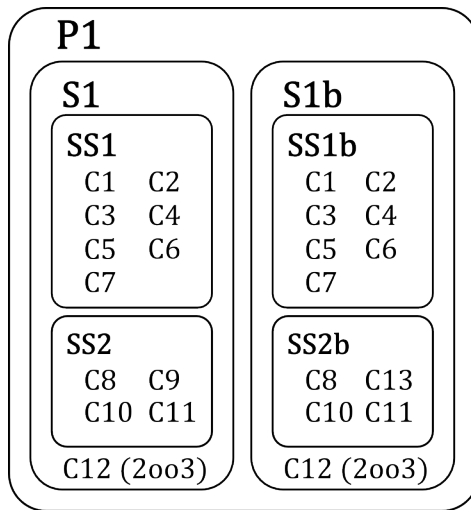 P1
S1
SS1
C1 C2
C3 C4
C5 C6
C7
SS2
C8 C9
C10 C11
C12 (2oo3)
S1b
SS1b
C1 C2
C3 C4
C5 C6
C7
SS2b
C8 C13
C10 C11
C12 (2oo3)